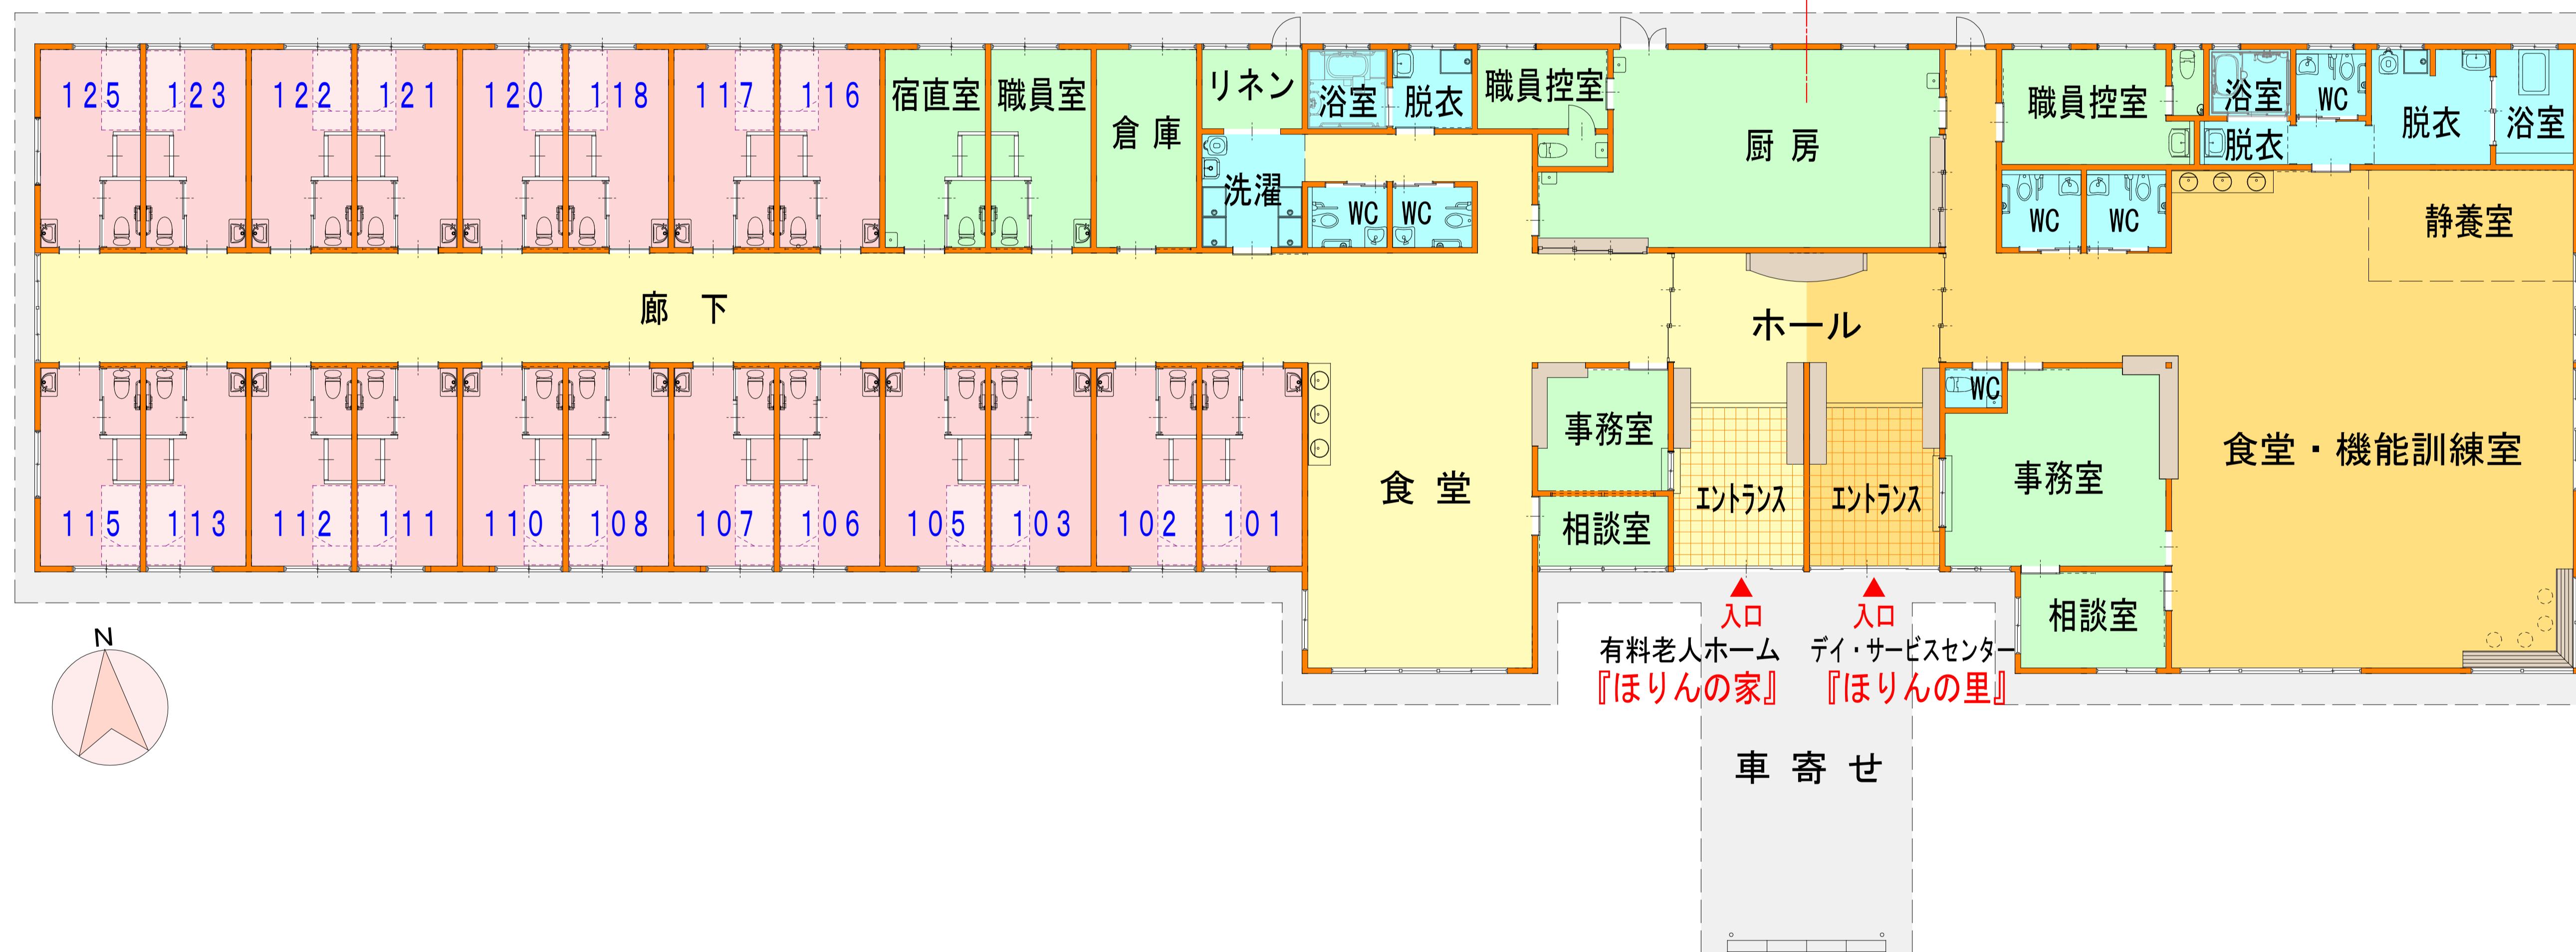 125
123
122
121
120
118
117
116
宿直室
職員室
倉庫
リネン
浴室
脱衣
職員控室
厨房
職員控室
浴室
WC
脱衣
浴室
脱衣
洗濯
WC
WC
WC
WC
静養室
廊下
ホール
事務室
WC
食堂・機能訓練室
食堂
事務室
エントランス
エントランス
相談室
115
113
112
111
110
108
107
106
105
103
102
101
相談室
入口
入口
有料老人ホーム
デイ・サービスセンター
『ほりんの家』
『ほりんの里』
車寄せ
N